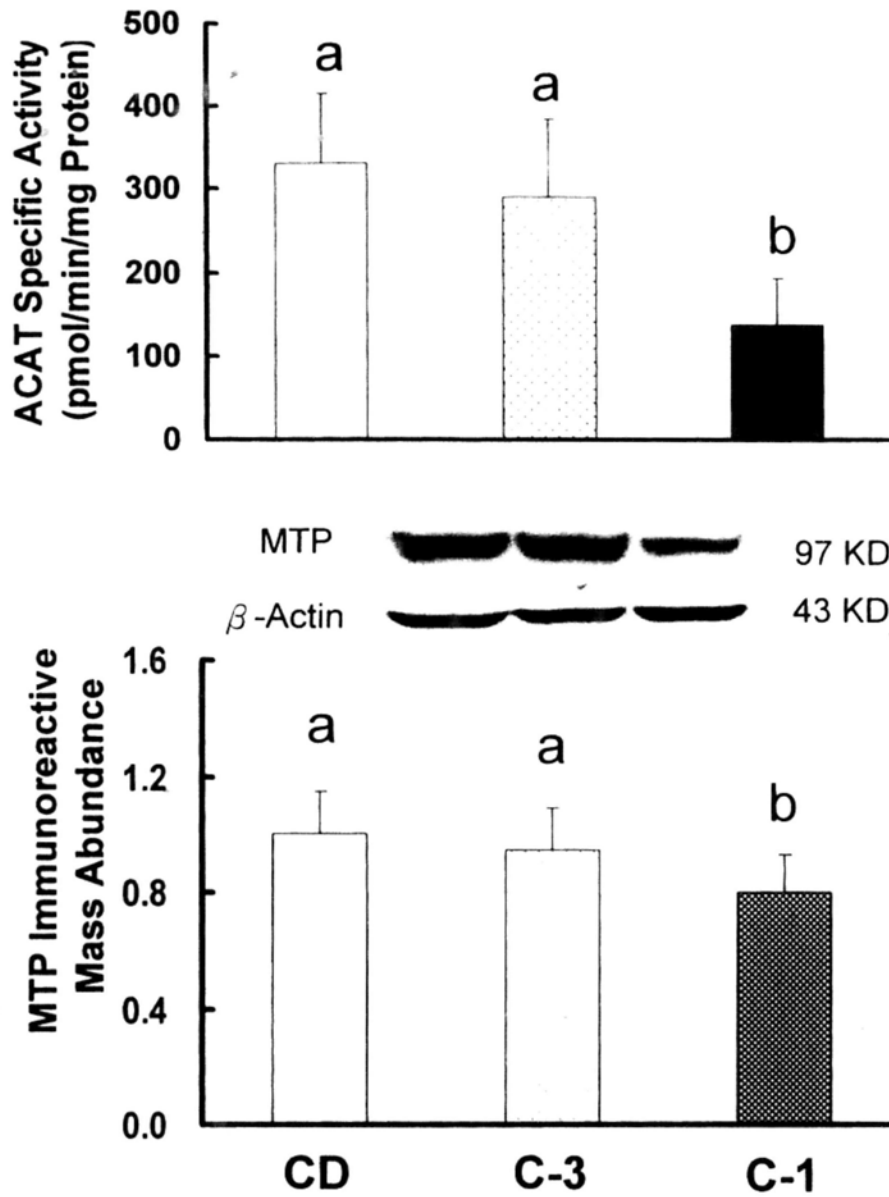 ACAT Specific Activity
(pmol/min/mg Protein)
500
400
300
200
100
0
a
a
b
MTP
97 KD
β-Actin
43 KD
MTP Immunoreactive
Mass Abundance
1.6
1.2
0.8
0.4
0.0
a
a
b
CD
C-3
C-1